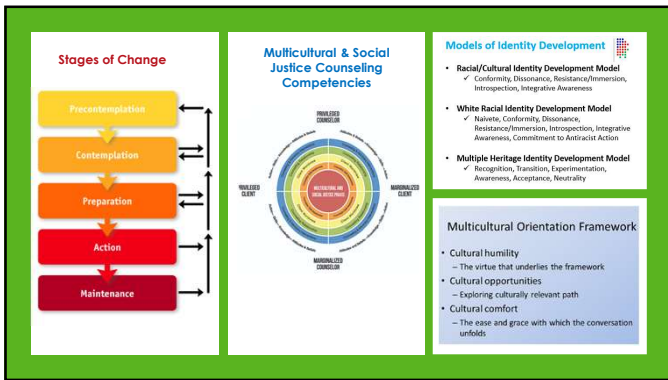 Stages of Change
Precontemplation
Contemplation
Preparation
Action
Maintenance
Multicultural & Social
Justice Counseling
Competencies
PRIVILEGED
COUNSELOR
PRIVILEGED
CLIENT
MULTICULTURAL AND
SOCIAL JUSTICE PRAXIS
MARGINALIZED
CLIENT
MARGINALIZED
COUNSELOR
Models of Identity Development
• Racial/Cultural Identity Development Model
✓ Conformity, Dissonance, Resistance/Immersion,
Introspection, Integrative Awareness
• White Racial Identity Development Model
✓ Naivete, Conformity, Dissonance,
Resistance/Immersion, Introspection, Integrative
Awareness, Commitment to Antiracist Action
• Multiple Heritage Identity Development Model
✓ Recognition, Transition, Experimentation,
Awareness, Acceptance, Neutrality
Multicultural Orientation Framework
• Cultural humility
– The virtue that underlies the framework
• Cultural opportunities
– Exploring culturally relevant path
• Cultural comfort
– The ease and grace with which the conversation
unfolds